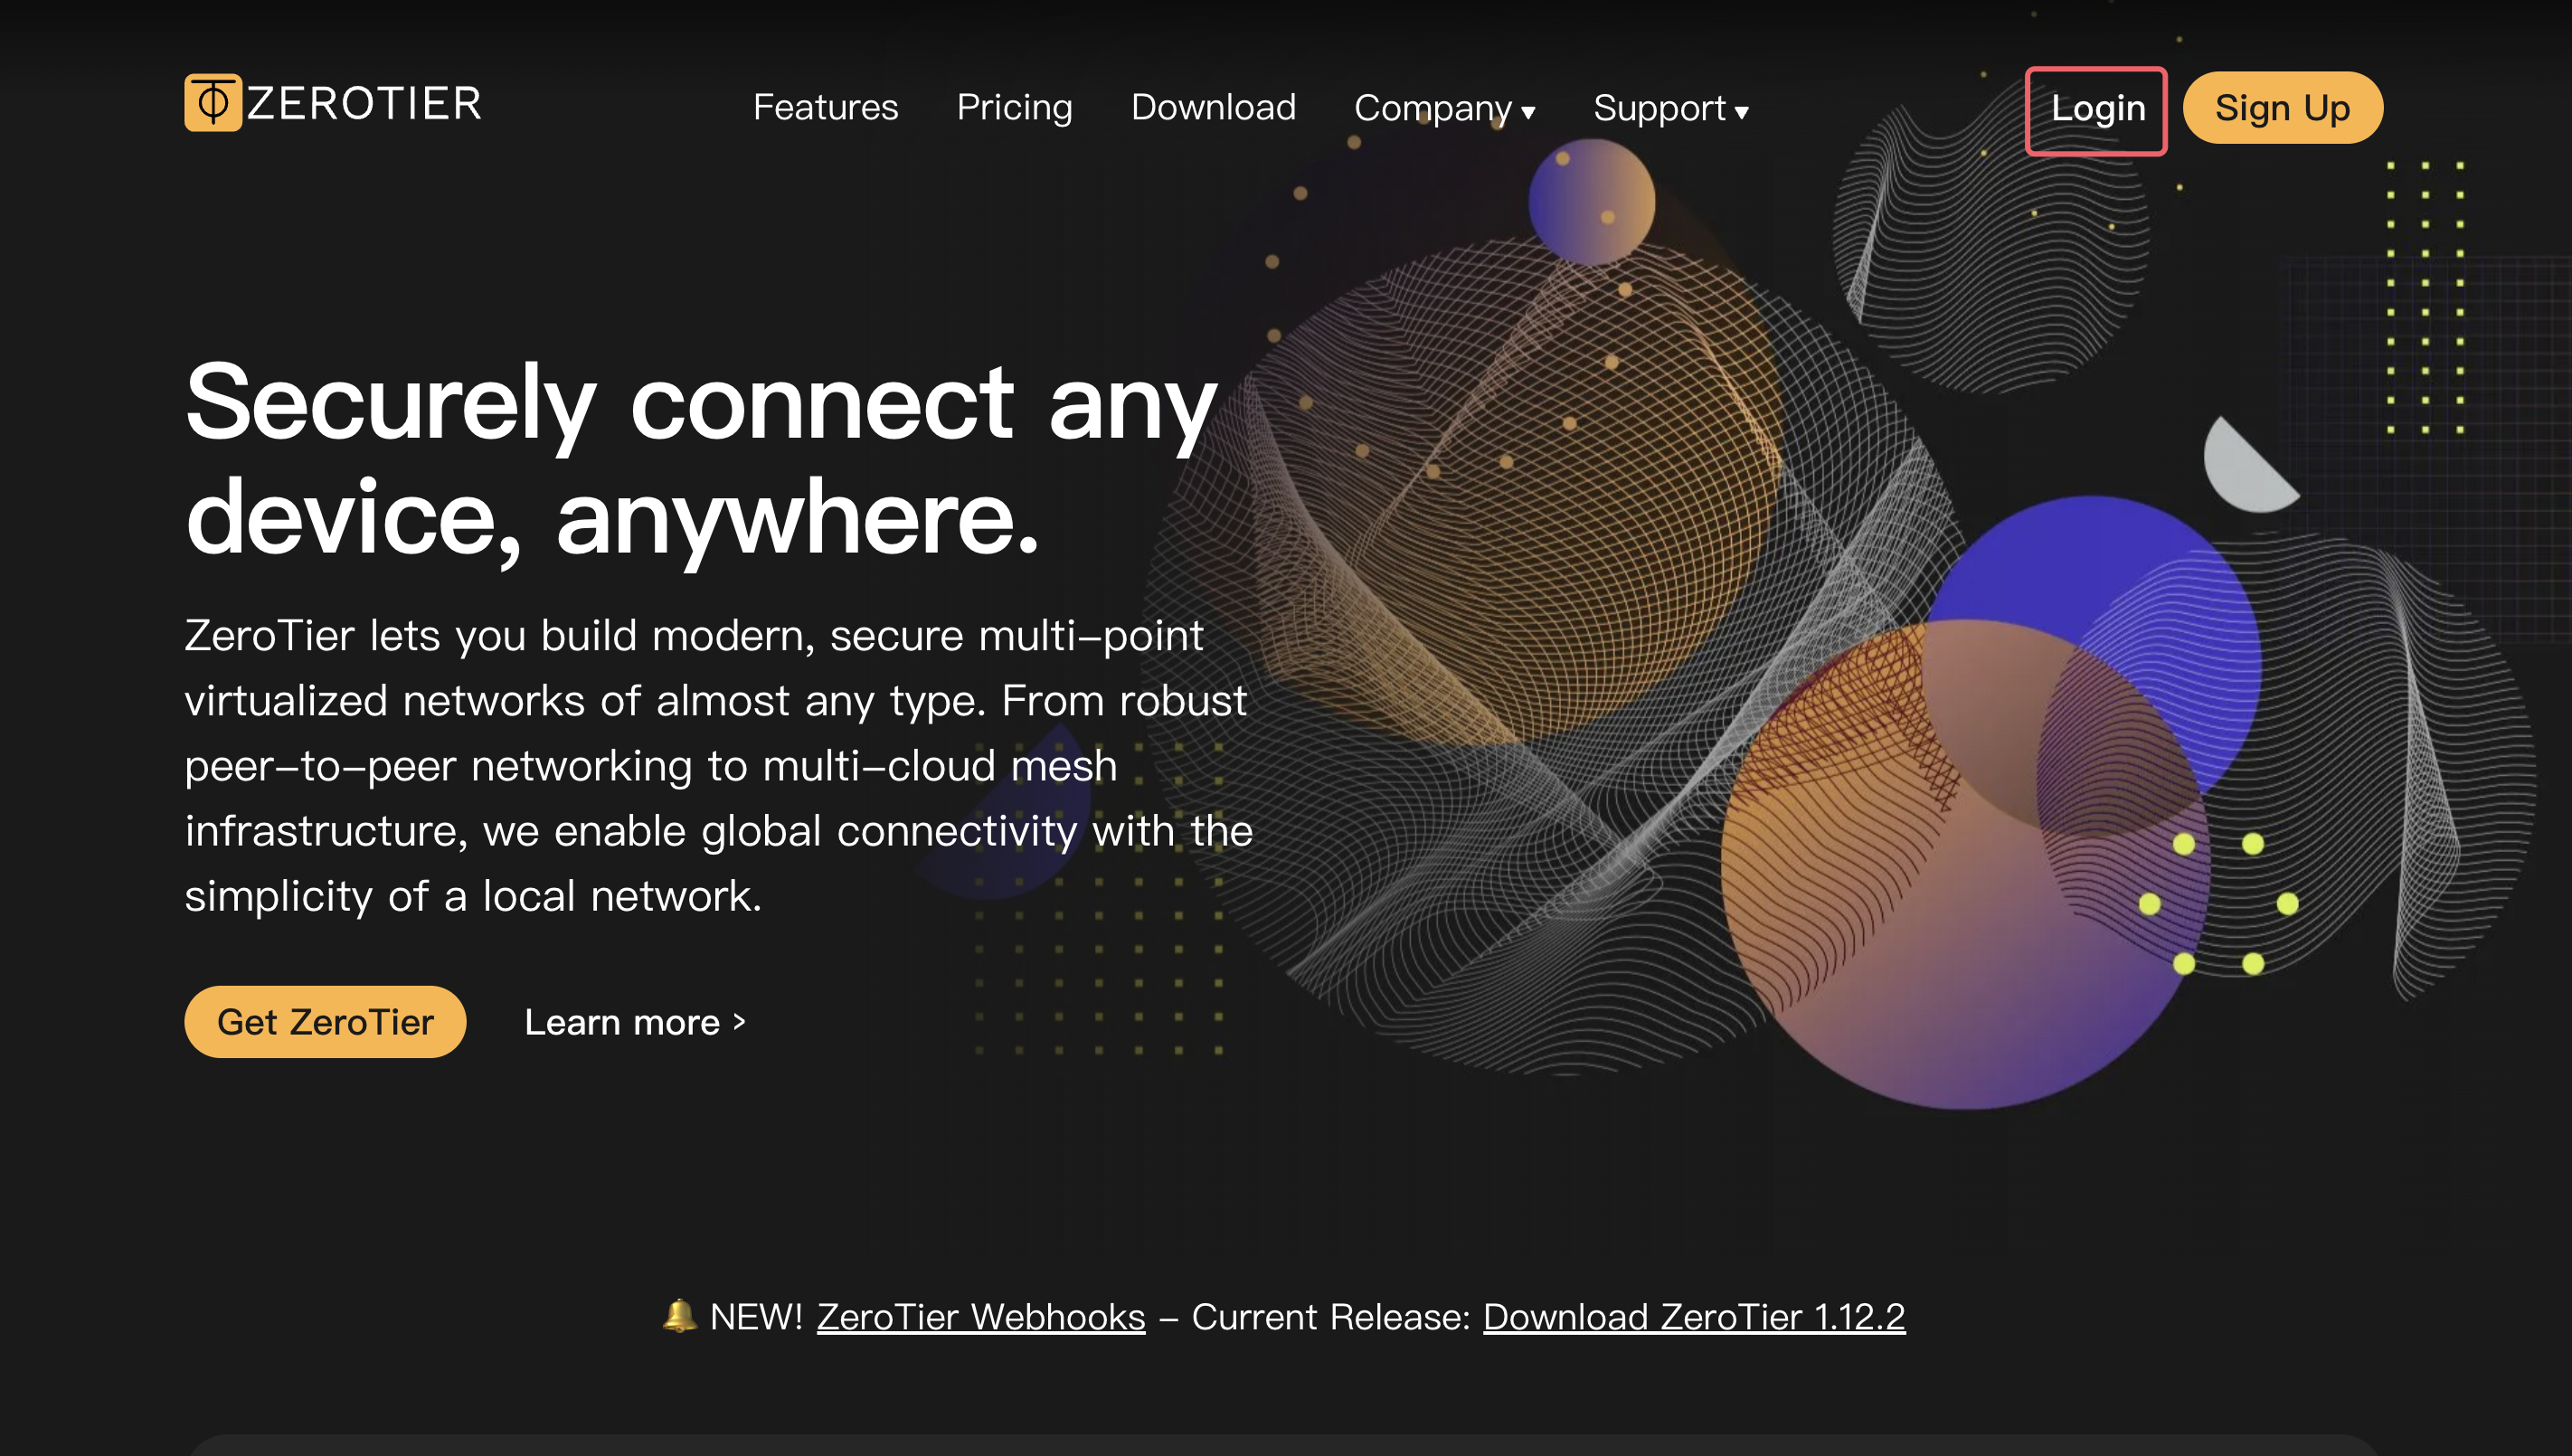 ZEROTIER
Features Pricing Download Company ▾ Support ▾
Login Sign Up
Securely connect any
device, anywhere.
ZeroTier lets you build modern, secure multi-point
virtualized networks of almost any type. From robust
peer-to-peer networking to multi-cloud mesh
infrastructure, we enable global connectivity with the
simplicity of a local network.
Get ZeroTier Learn more ›
🔔 NEW! ZeroTier Webhooks – Current Release: Download ZeroTier 1.12.2